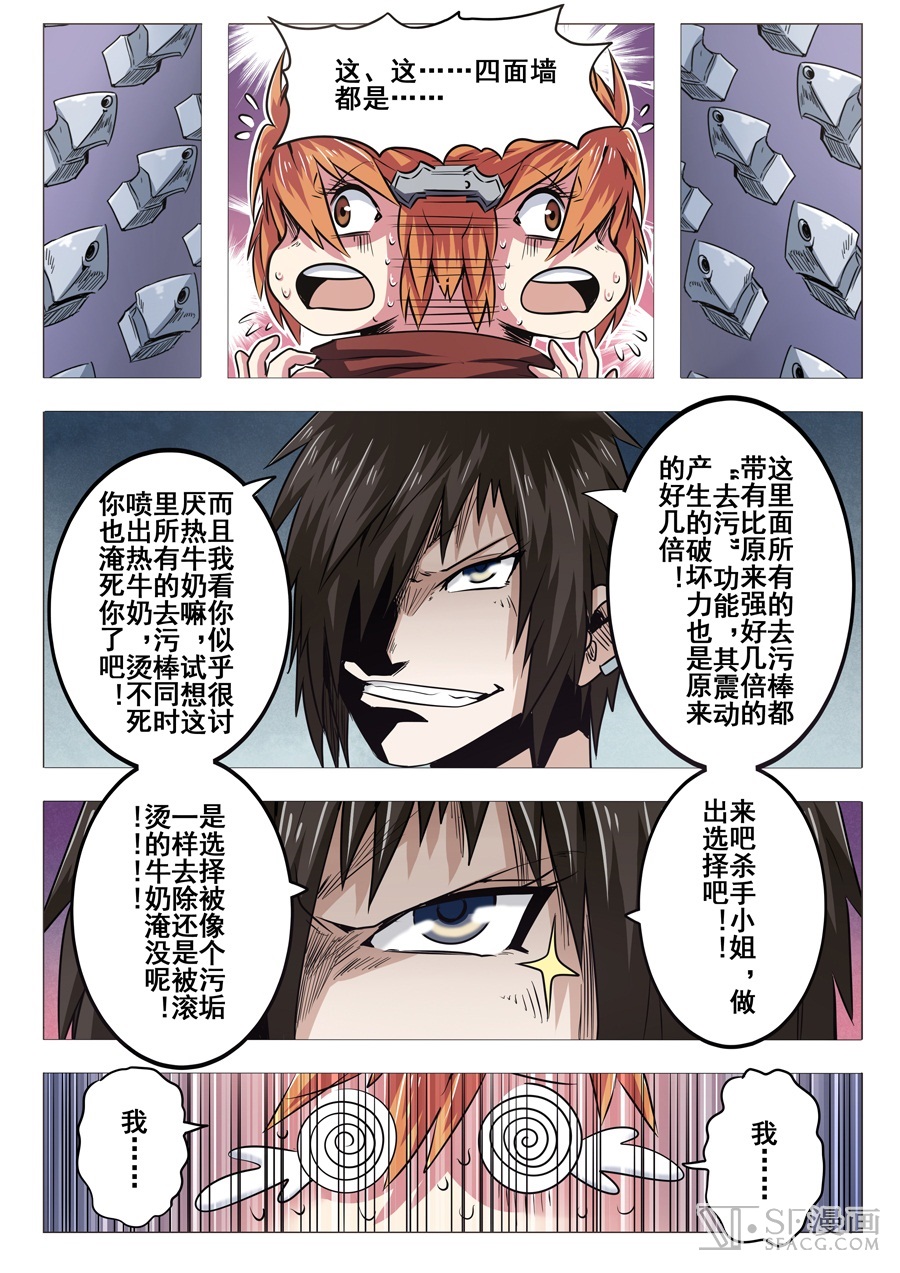 这、这……四面墙
都是……
这里面所有的去污棒都
带有比原来强好几倍的
“去污”功能，其震动
产生的破坏力也是原来
的好几倍！
而且我看你似乎很讨
厌热牛奶嘛，试想这
里所有的去污棒同时
喷出热牛奶，烫不死
你也淹死你了吧！
来吧杀手小姐，做
出选择吧！！
是选择被像个污垢
一样去除还是被滚
烫的牛奶淹没呢！
！！！！！
我……
我……
SF漫画
SFACG.COM